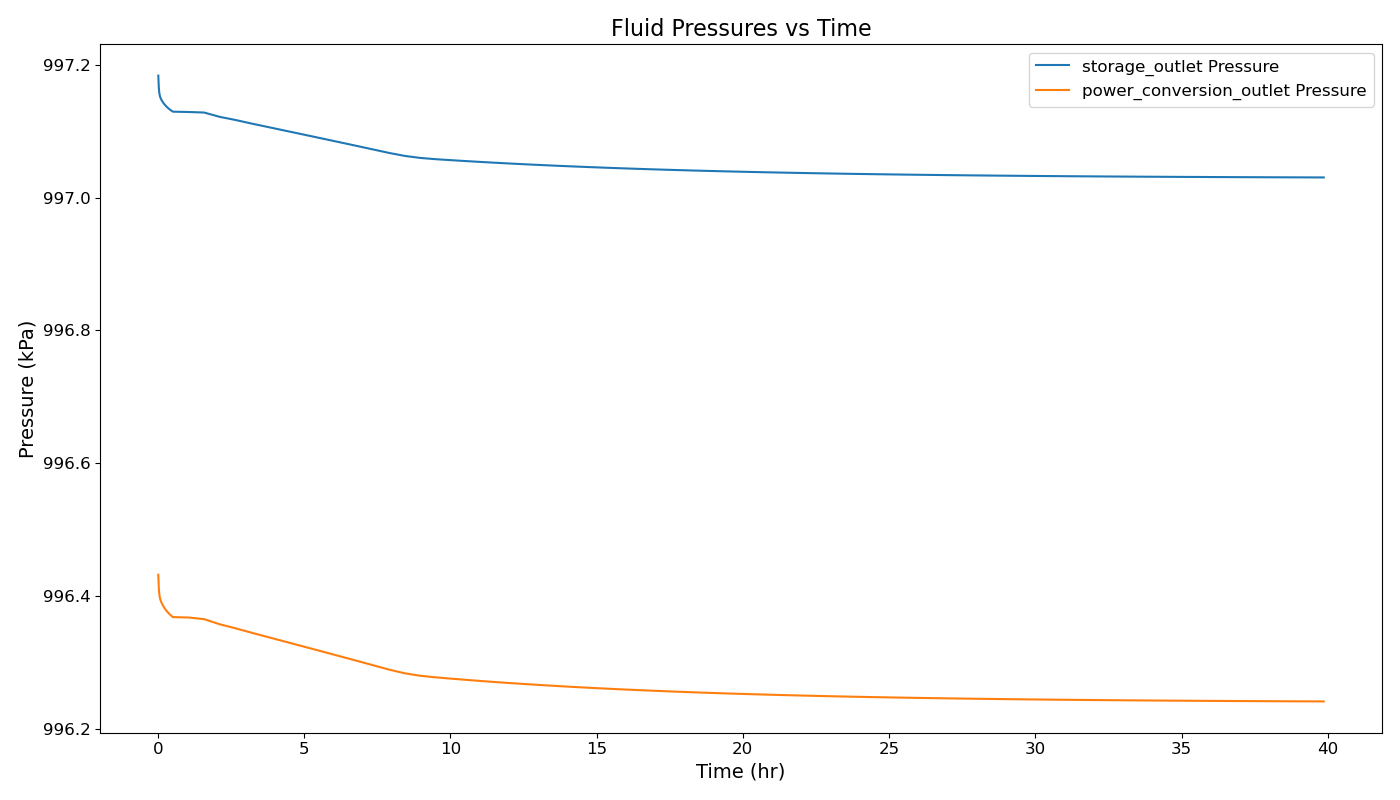 Fluid Pressures vs Time
storage_outlet Pressure
power_conversion_outlet Pressure
997.2
997.0
996.8
996.6
996.4
996.2
Pressure (kPa)
0 5 10 15 20 25 30 35 40
Time (hr)